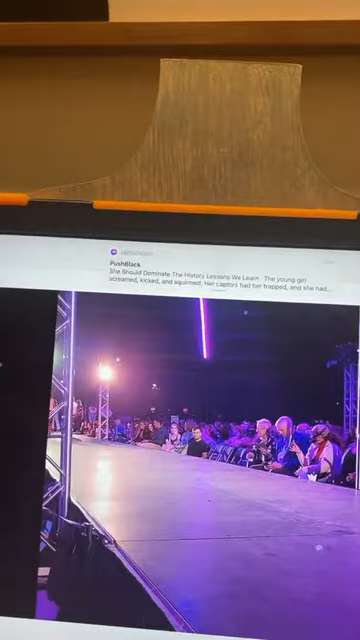 MESSENGER
PushBlack
She Should Dominate The History Lessons We Learn The young girl
screamed, kicked, and squirmed. Her captors had her trapped, and she had...